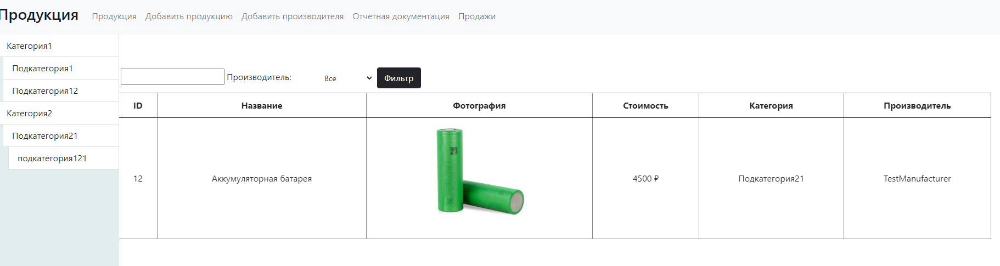 Продукция Продукция Добавить продукцию Добавить производителя Отчетная документация Продажи
Категория1
Подкатегория1
Подкатегория12
Категория2
Подкатегория21
подкатегория121
Производитель: Все Фильтр
ID Название Фотография Стоимость Категория Производитель
12 Аккумуляторная батарея 4500 ₽ Подкатегория21 TestManufacturer